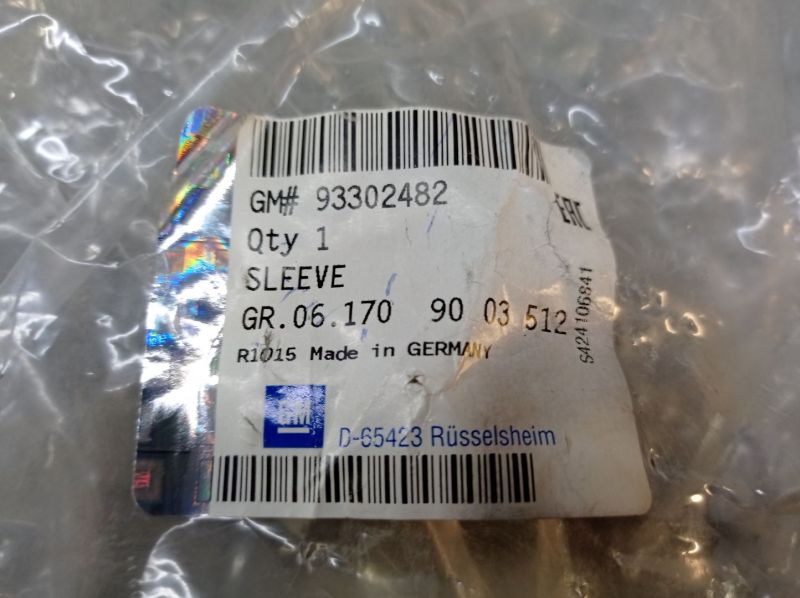 GM# 93302482
EAC
Qty 1
SLEEVE
GR.06.170 90 03 512
S424106841
R1015 Made in GERMANY
GM
D-65423 Rüsselsheim